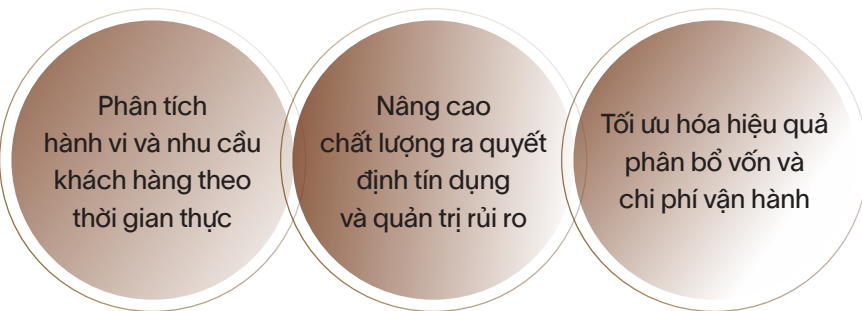 Phân tích
hành vi và nhu cầu
khách hàng theo
thời gian thực
Nâng cao
chất lượng ra quyết
định tín dụng
và quản trị rủi ro
Tối ưu hóa hiệu quả
phân bổ vốn và
chi phí vận hành